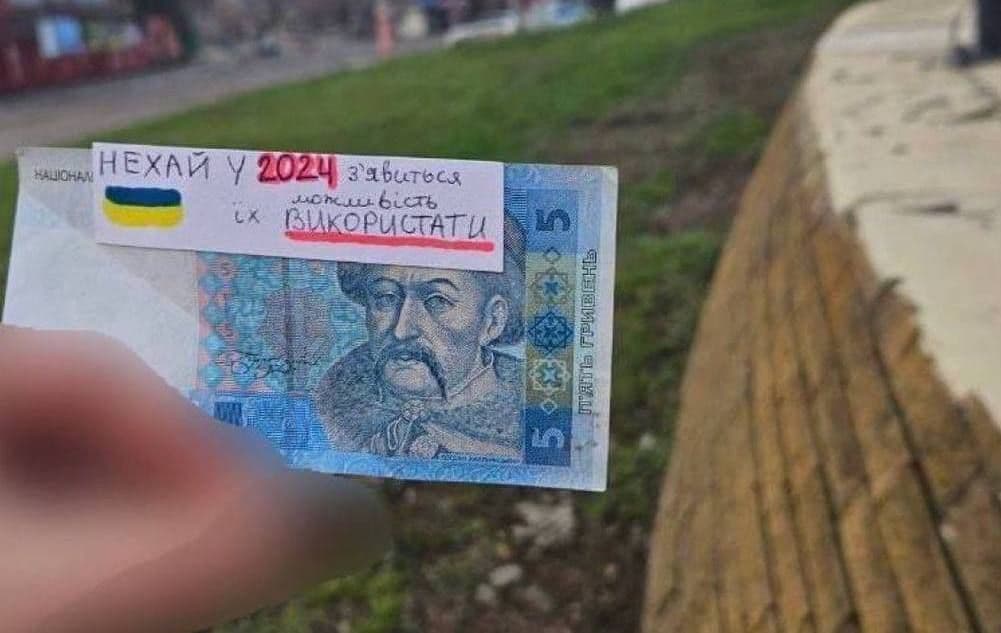 НЕХАЙ У 2024 з'явиться
можливість
їх ВИКОРИСТАТИ
НАЦІОНАЛ
5
П'ЯТЬ ГРИВЕНЬ
5